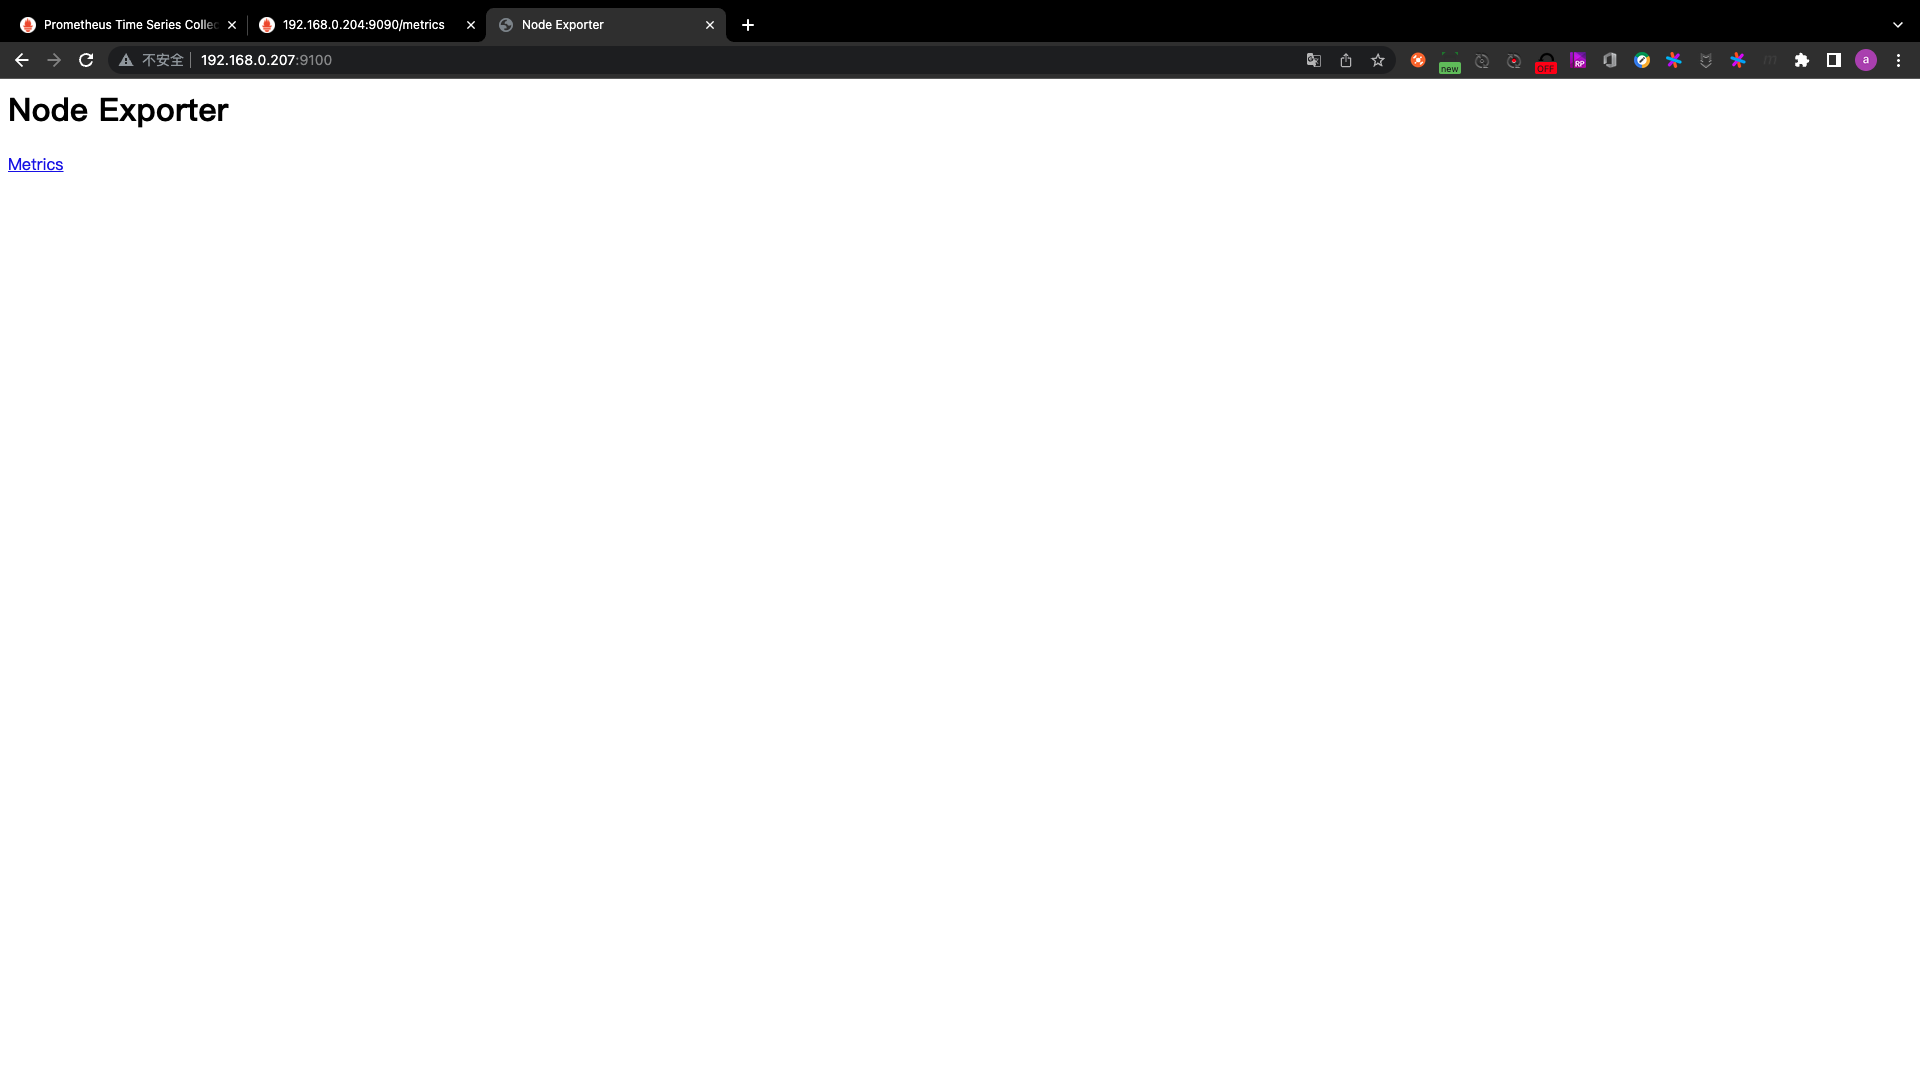 Prometheus Time Series Collec
192.168.0.204:9090/metrics
Node Exporter
不安全
192.168.0.207:9100
new
OFF
RP
m
a
Node Exporter
Metrics